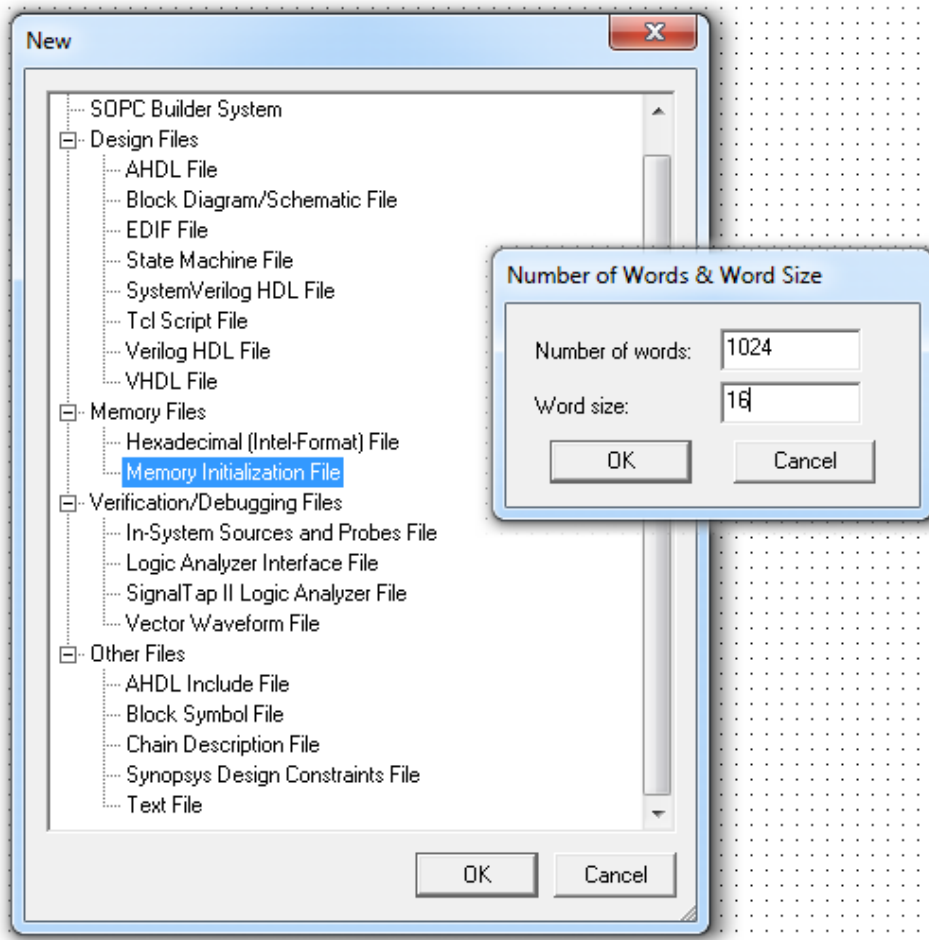 New
SOPC Builder System
Design Files
AHDL File
Block Diagram/Schematic File
EDIF File
State Machine File
SystemVerilog HDL File
Tcl Script File
Verilog HDL File
VHDL File
Memory Files
Hexadecimal (Intel-Format) File
Memory Initialization File
Verification/Debugging Files
In-System Sources and Probes File
Logic Analyzer Interface File
SignalTap II Logic Analyzer File
Vector Waveform File
Other Files
AHDL Include File
Block Symbol File
Chain Description File
Synopsys Design Constraints File
Text File
OK Cancel
Number of Words & Word Size
Number of words: 1024
Word size: 16
OK Cancel